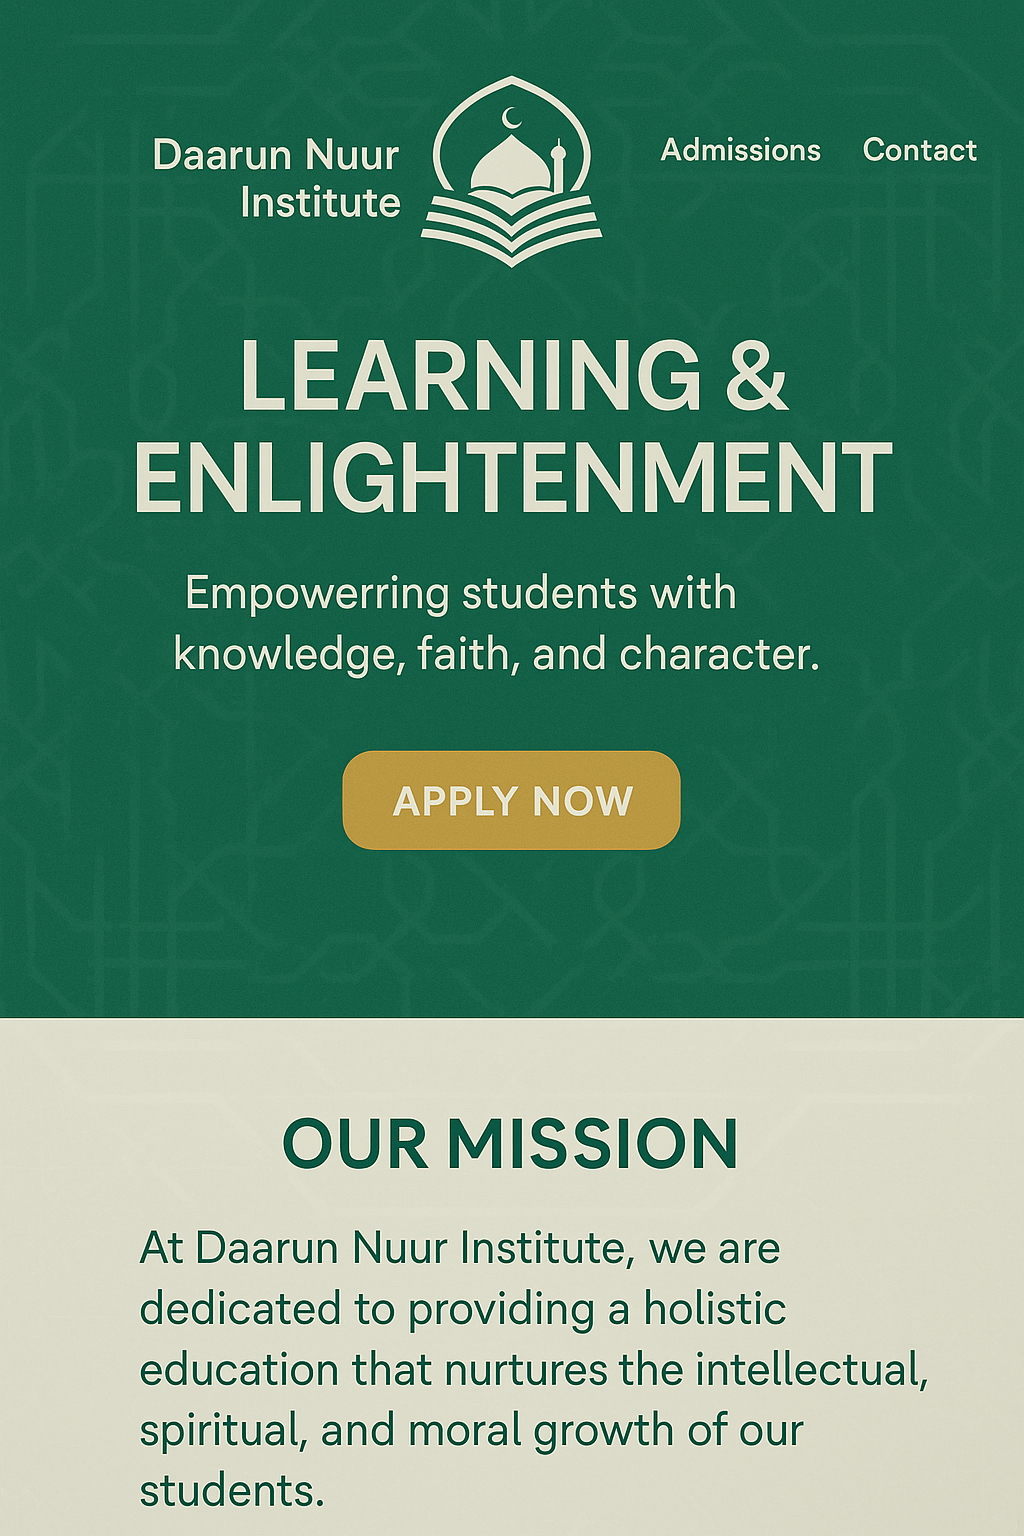 Daarun Nuur
Institute
Admissions Contact
LEARNING &
ENLIGHTENMENT
Empowerring students with
knowledge, faith, and character.
APPLY NOW
OUR MISSION
At Daarun Nuur Institute, we are
dedicated to providing a holistic
education that nurtures the intellectual,
spiritual, and moral growth of our
students.